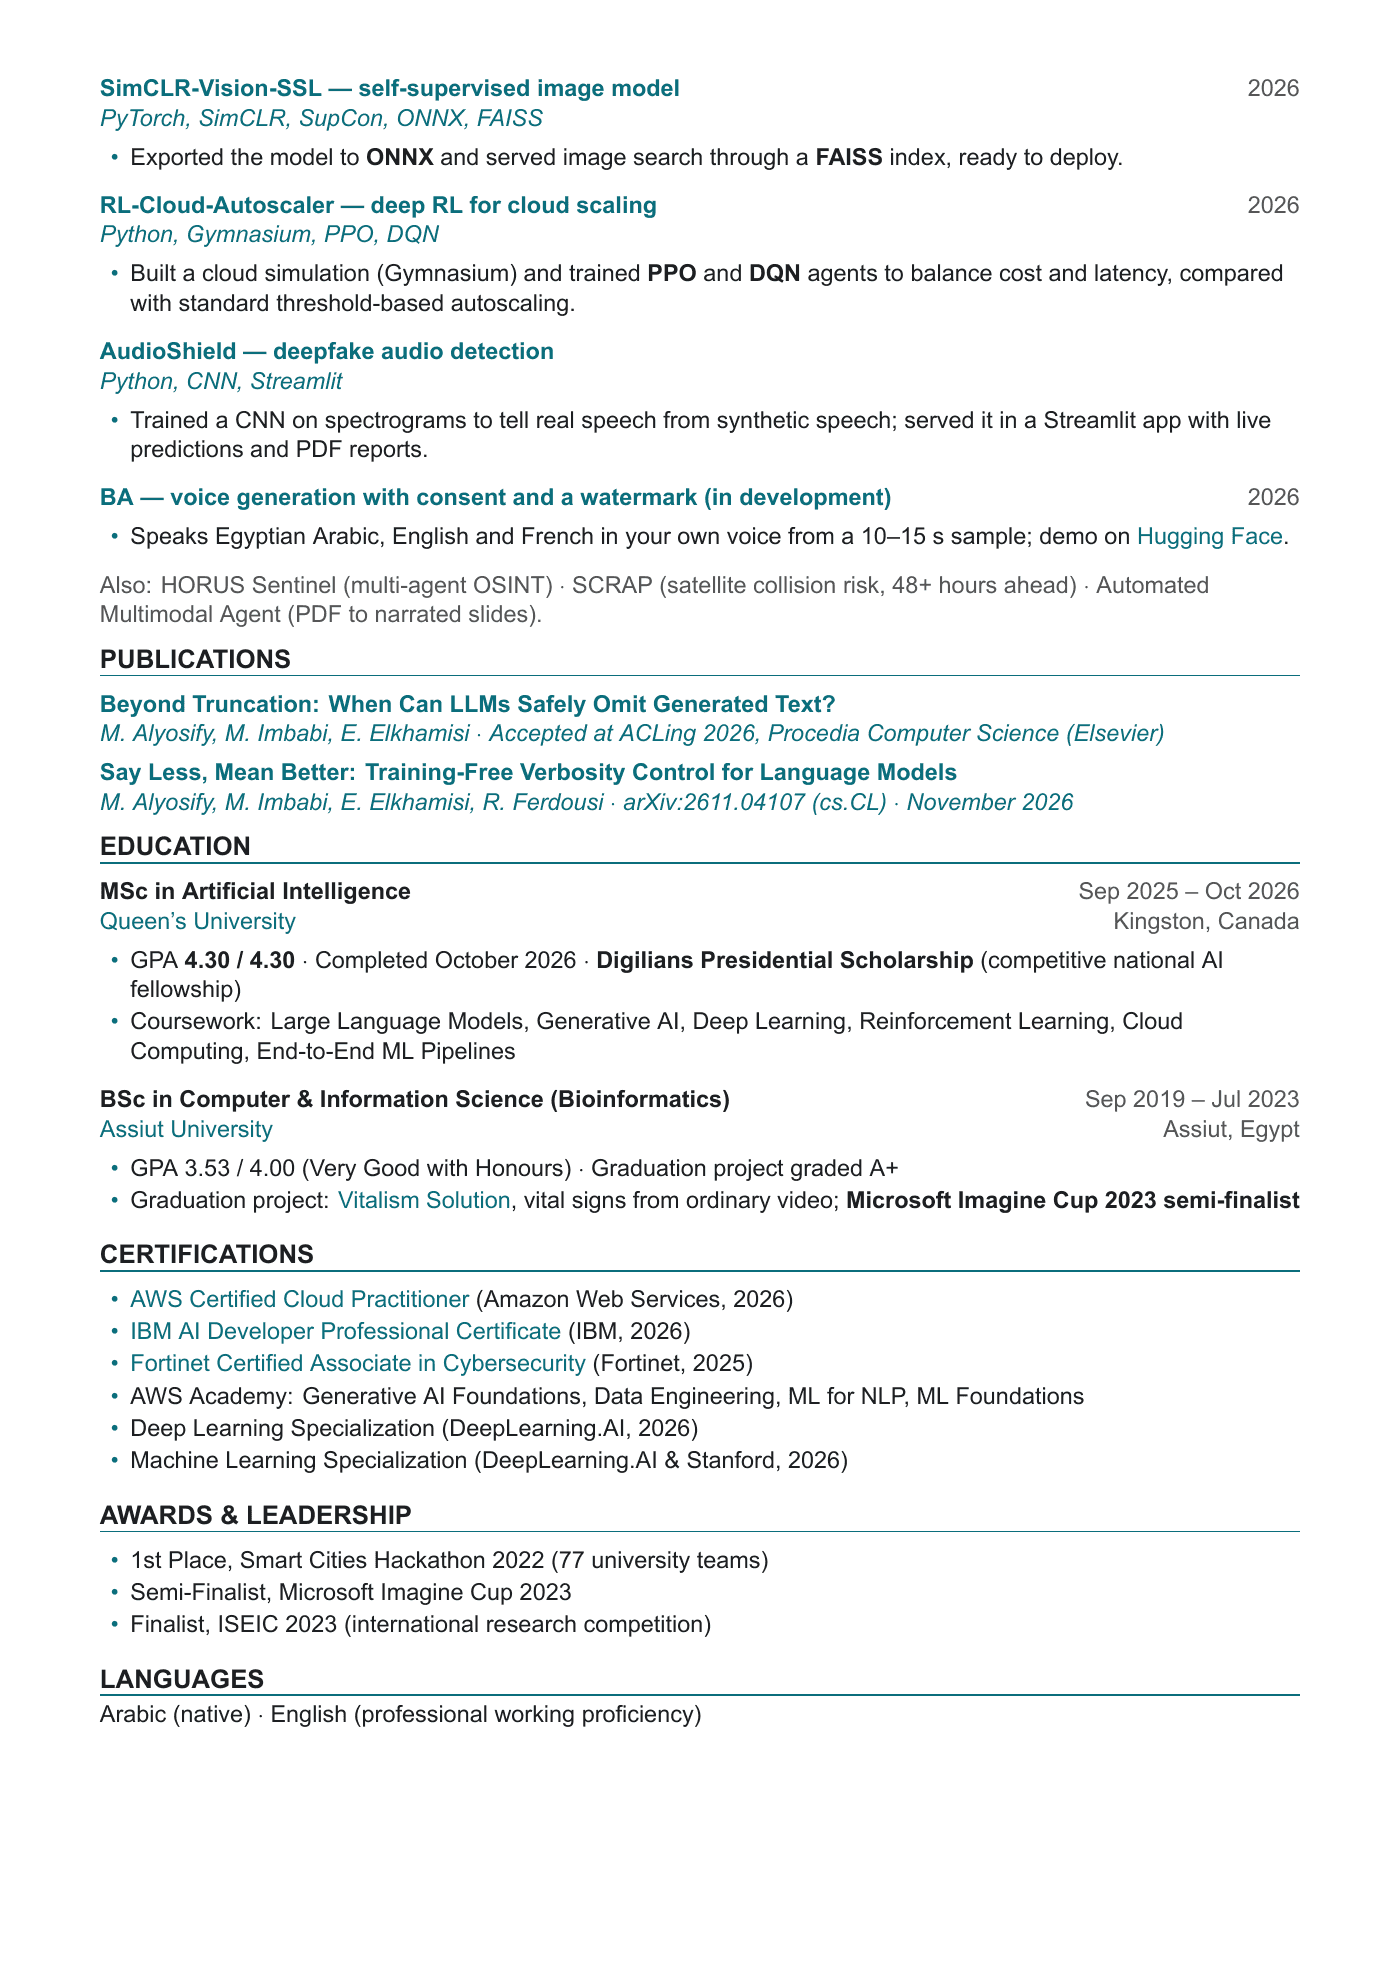 SimCLR-Vision-SSL — self-supervised image model 2026
PyTorch, SimCLR, SupCon, ONNX, FAISS
• Exported the model to ONNX and served image search through a FAISS index, ready to deploy.
RL-Cloud-Autoscaler — deep RL for cloud scaling 2026
Python, Gymnasium, PPO, DQN
• Built a cloud simulation (Gymnasium) and trained PPO and DQN agents to balance cost and latency, compared
with standard threshold-based autoscaling.
AudioShield — deepfake audio detection
Python, CNN, Streamlit
• Trained a CNN on spectrograms to tell real speech from synthetic speech; served it in a Streamlit app with live
predictions and PDF reports.
BA — voice generation with consent and a watermark (in development) 2026
• Speaks Egyptian Arabic, English and French in your own voice from a 10–15 s sample; demo on Hugging Face.
Also: HORUS Sentinel (multi-agent OSINT) · SCRAP (satellite collision risk, 48+ hours ahead) · Automated
Multimodal Agent (PDF to narrated slides).
PUBLICATIONS
Beyond Truncation: When Can LLMs Safely Omit Generated Text?
M. Alyosify, M. Imbabi, E. Elkhamisi · Accepted at ACLing 2026, Procedia Computer Science (Elsevier)
Say Less, Mean Better: Training-Free Verbosity Control for Language Models
M. Alyosify, M. Imbabi, E. Elkhamisi, R. Ferdousi · arXiv:2611.04107 (cs.CL) · November 2026
EDUCATION
MSc in Artificial Intelligence Sep 2025 – Oct 2026
Queen’s University Kingston, Canada
• GPA 4.30 / 4.30 · Completed October 2026 · Digilians Presidential Scholarship (competitive national AI
fellowship)
• Coursework: Large Language Models, Generative AI, Deep Learning, Reinforcement Learning, Cloud
Computing, End-to-End ML Pipelines
BSc in Computer & Information Science (Bioinformatics) Sep 2019 – Jul 2023
Assiut University Assiut, Egypt
• GPA 3.53 / 4.00 (Very Good with Honours) · Graduation project graded A+
• Graduation project: Vitalism Solution, vital signs from ordinary video; Microsoft Imagine Cup 2023 semi-finalist
CERTIFICATIONS
• AWS Certified Cloud Practitioner (Amazon Web Services, 2026)
• IBM AI Developer Professional Certificate (IBM, 2026)
• Fortinet Certified Associate in Cybersecurity (Fortinet, 2025)
• AWS Academy: Generative AI Foundations, Data Engineering, ML for NLP, ML Foundations
• Deep Learning Specialization (DeepLearning.AI, 2026)
• Machine Learning Specialization (DeepLearning.AI & Stanford, 2026)
AWARDS & LEADERSHIP
• 1st Place, Smart Cities Hackathon 2022 (77 university teams)
• Semi-Finalist, Microsoft Imagine Cup 2023
• Finalist, ISEIC 2023 (international research competition)
LANGUAGES
Arabic (native) · English (professional working proficiency)